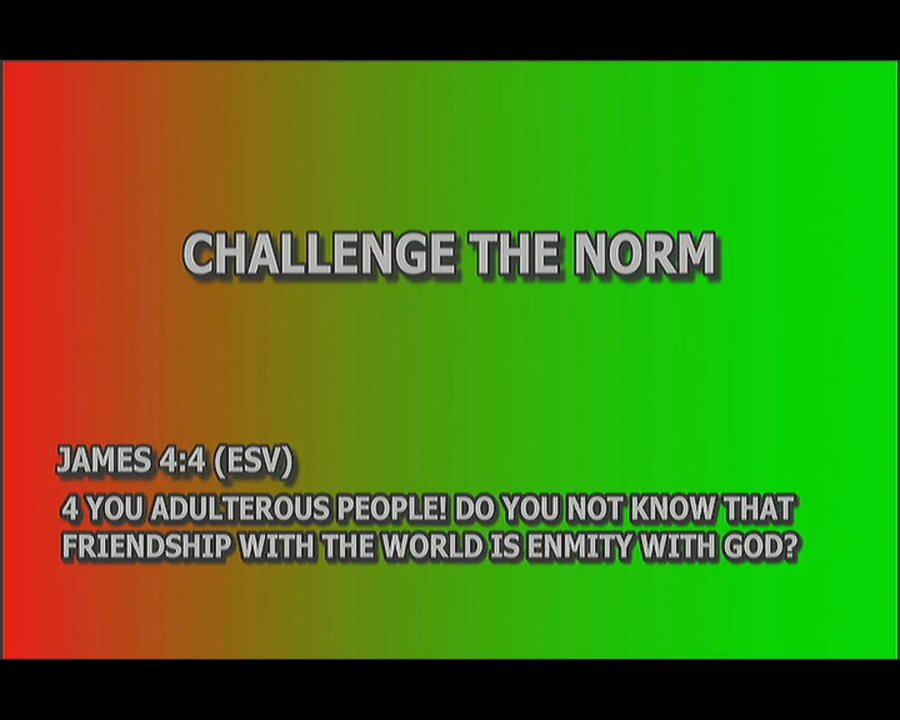 CHALLENGE THE NORM
JAMES 4:4 (ESV)
4 YOU ADULTEROUS PEOPLE! DO YOU NOT KNOW THAT
FRIENDSHIP WITH THE WORLD IS ENMITY WITH GOD?